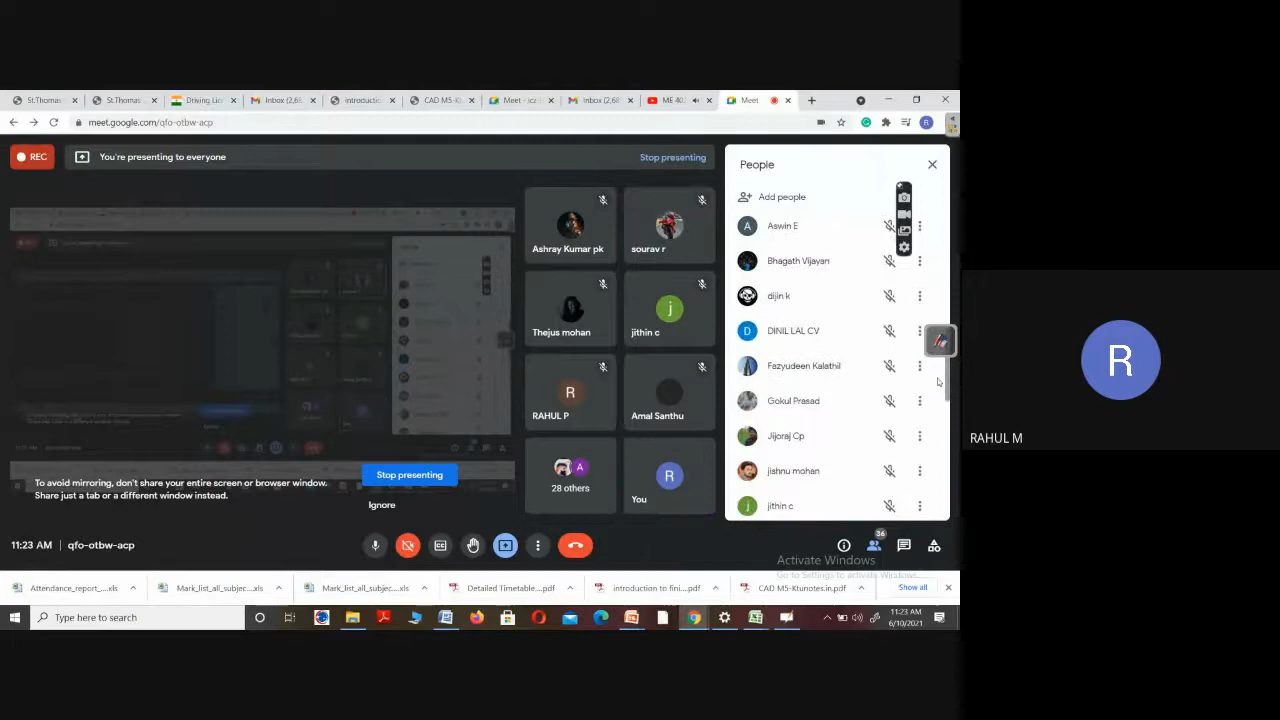 St.Thomas
St.Thomas
Driving Lic
Inbox (2,68
introductio
CAD M5-Kt
Meet - icz
Inbox (2,68
ME 40
Meet
meet.google.com/qfo-otbw-acp
R
REC
You're presenting to everyone
Stop presenting
People
Add people
Ashray Kumar pk
sourav r
Thejus mohan
j
jithin c
R
RAHUL P
Amal Santhu
A
28 others
R
You
A
Aswin E
Bhagath Vijayan
dijin k
D
DINIL LAL CV
Fazyudeen Kalathil
Gokul Prasad
Jijoraj Cp
jishnu mohan
j
jithin c
R
RAHUL M
To avoid mirroring, don't share your entire screen or browser window.
Share just a tab or a different window instead.
Stop presenting
Ignore
11:23 AM | qfo-otbw-acp
36
Activate Windows
Go to Settings to activate Windows.
Attendance_report_....xls
Mark_list_all_subjec....xls
Mark_list_all_subjec....xls
Detailed Timetable....pdf
introduction to fini....pdf
CAD M5-Ktunotes.in.pdf
Show all
Type here to search
11:23 AM
6/10/2021